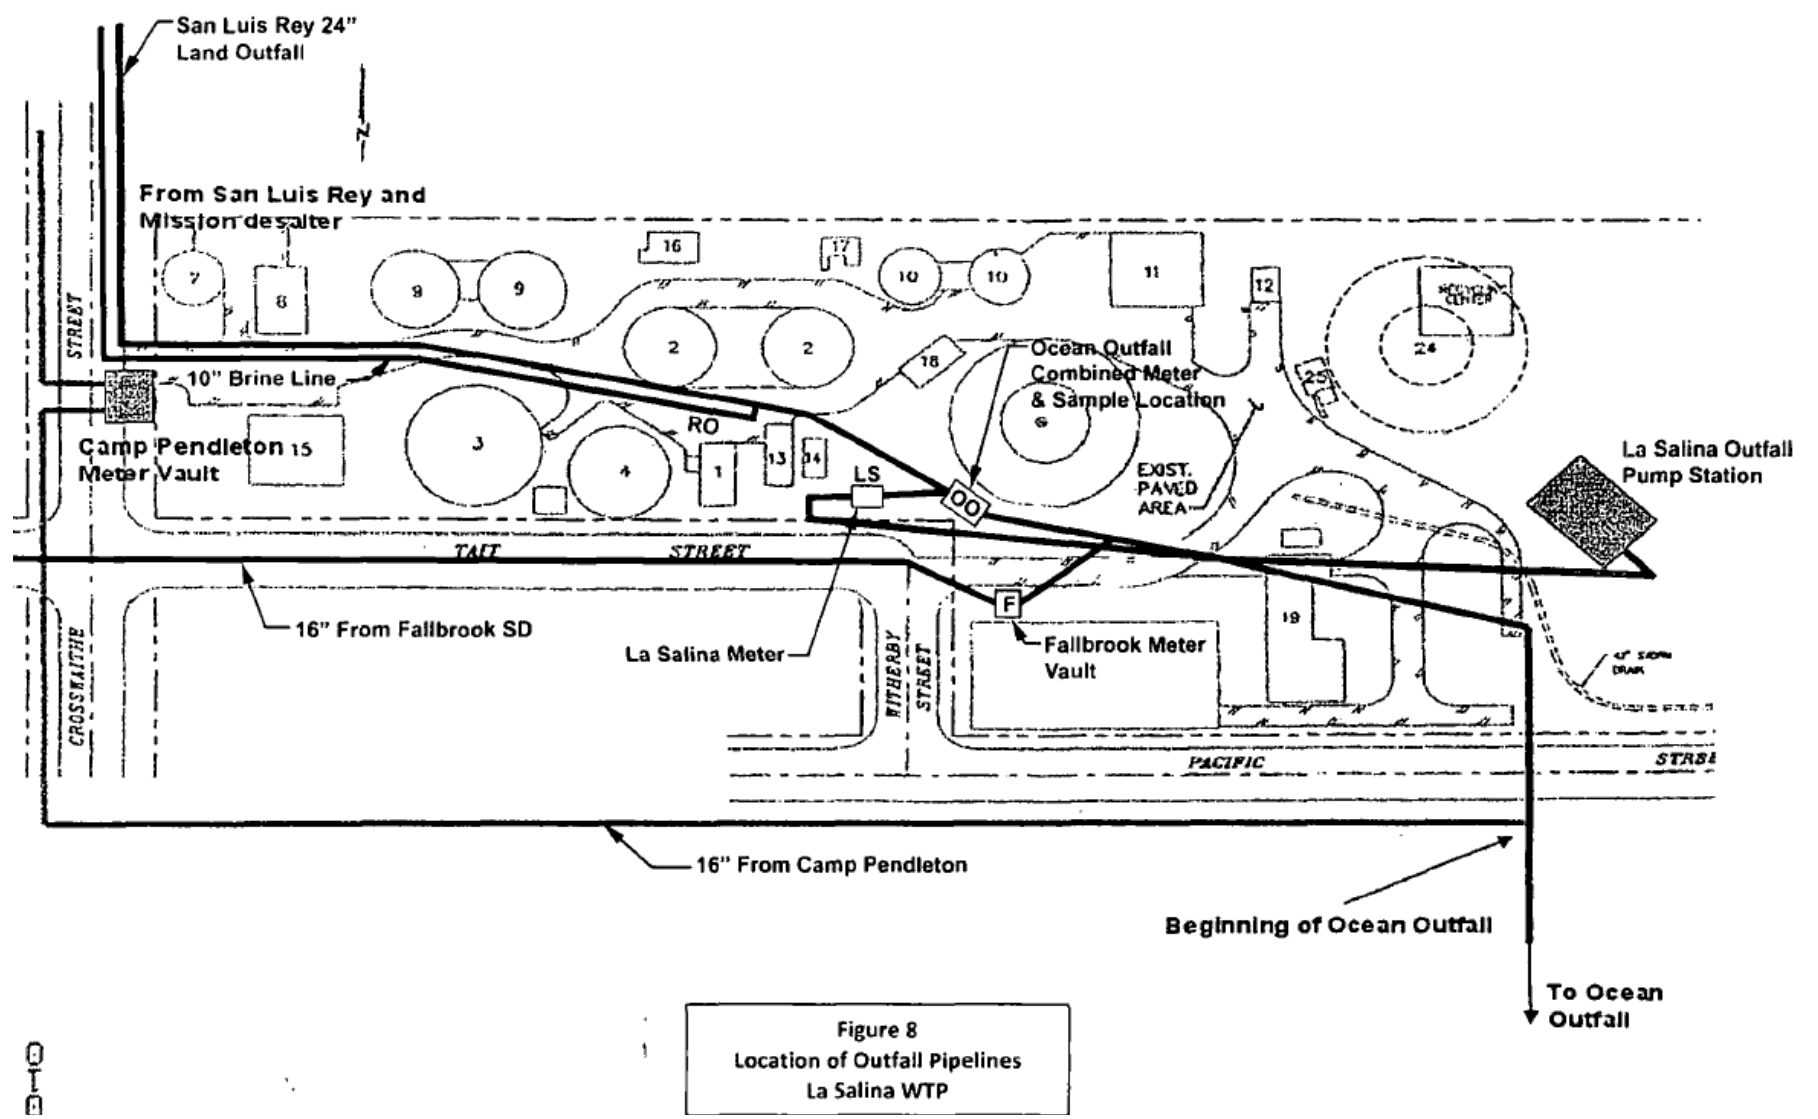 San Luis Rey 24"
Land Outfall
Z
From San Luis Rey and
Mission desalter
STREET
7
8
9
9
16
17
10
10
11
12
RECYCLING
CENTER
24
25
2
2
18
Ocean Outfall
Combined Meter
& Sample Location
6
10" Brine Line
RO
Camp Pendleton
Meter Vault
15
3
4
1
13
14
LS
OO
EXIST.
PAVED
AREA
La Salina Outfall
Pump Station
TAIT STREET
16" From Fallbrook SD
La Salina Meter
F
Fallbrook Meter
Vault
19
42" STORM
DRAIN
CROSSWAITHE
WITHERBY
STREET
PACIFIC
16" From Camp Pendleton
Beginning of Ocean Outfall
To Ocean
Outfall
Figure 8
Location of Outfall Pipelines
La Salina WTP